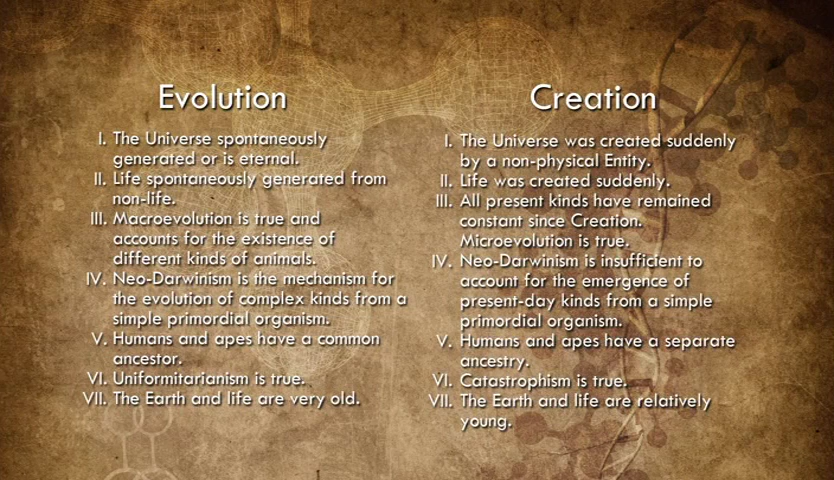 Evolution
I. The Universe spontaneously
generated or is eternal.
II. Life spontaneously generated from
non-life.
III. Macroevolution is true and
accounts for the existence of
different kinds of animals.
IV. Neo-Darwinism is the mechanism for
the evolution of complex kinds from a
simple primordial organism.
V. Humans and apes have a common
ancestor.
VI. Uniformitarianism is true.
VII. The Earth and life are very old.
Creation
I. The Universe was created suddenly
by a non-physical Entity.
II. Life was created suddenly.
III. All present kinds have remained
constant since Creation.
Microevolution is true.
IV. Neo-Darwinism is insufficient to
account for the emergence of
present-day kinds from a simple
primordial organism.
V. Humans and apes have a separate
ancestry.
VI. Catastrophism is true.
VII. The Earth and life are relatively
young.